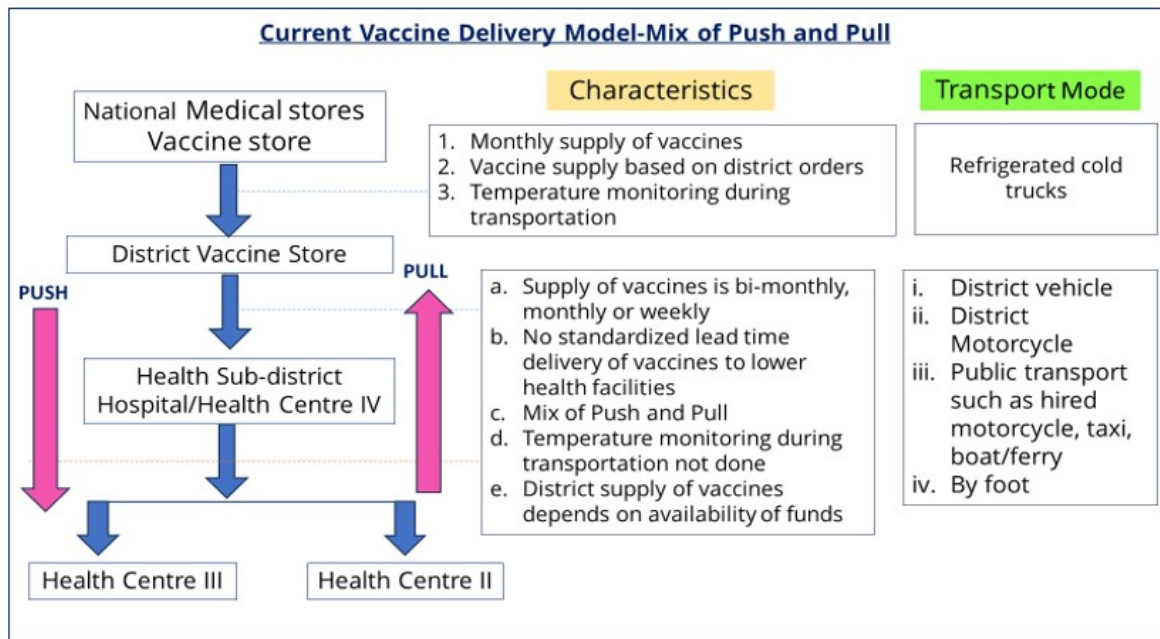 Current Vaccine Delivery Model-Mix of Push and Pull
Characteristics
Transport Mode
National Medical stores
Vaccine store
1. Monthly supply of vaccines
2. Vaccine supply based on district orders
3. Temperature monitoring during
transportation
Refrigerated cold
trucks
District Vaccine Store
PUSH
PULL
a. Supply of vaccines is bi-monthly,
monthly or weekly
b. No standardized lead time
delivery of vaccines to lower
health facilities
c. Mix of Push and Pull
d. Temperature monitoring during
transportation not done
e. District supply of vaccines
depends on availability of funds
i. District vehicle
ii. District
Motorcycle
iii. Public transport
such as hired
motorcycle, taxi,
boat/ferry
iv. By foot
Health Sub-district
Hospital/Health Centre IV
Health Centre III
Health Centre II